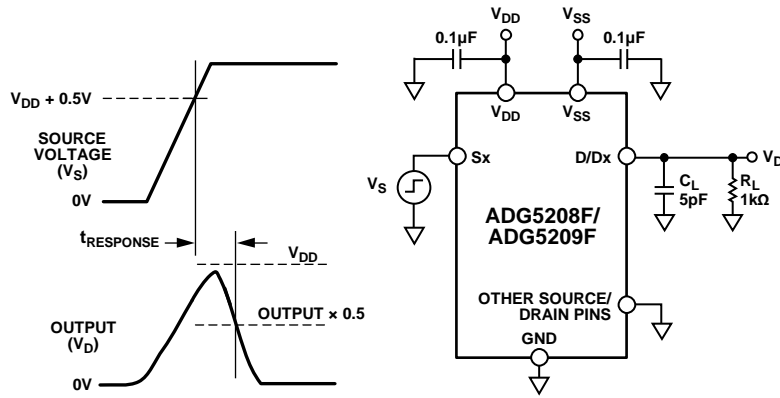 V_DD + 0.5V
SOURCE
VOLTAGE
(V_S)
0V
t_RESPONSE
V_DD
OUTPUT × 0.5
OUTPUT
(V_D)
0V
V_DD
V_SS
0.1µF
0.1µF
V_DD
V_SS
Sx
D/Dx
V_D
V_S
C_L
5pF
R_L
1kΩ
ADG5208F/
ADG5209F
OTHER SOURCE/
DRAIN PINS
GND